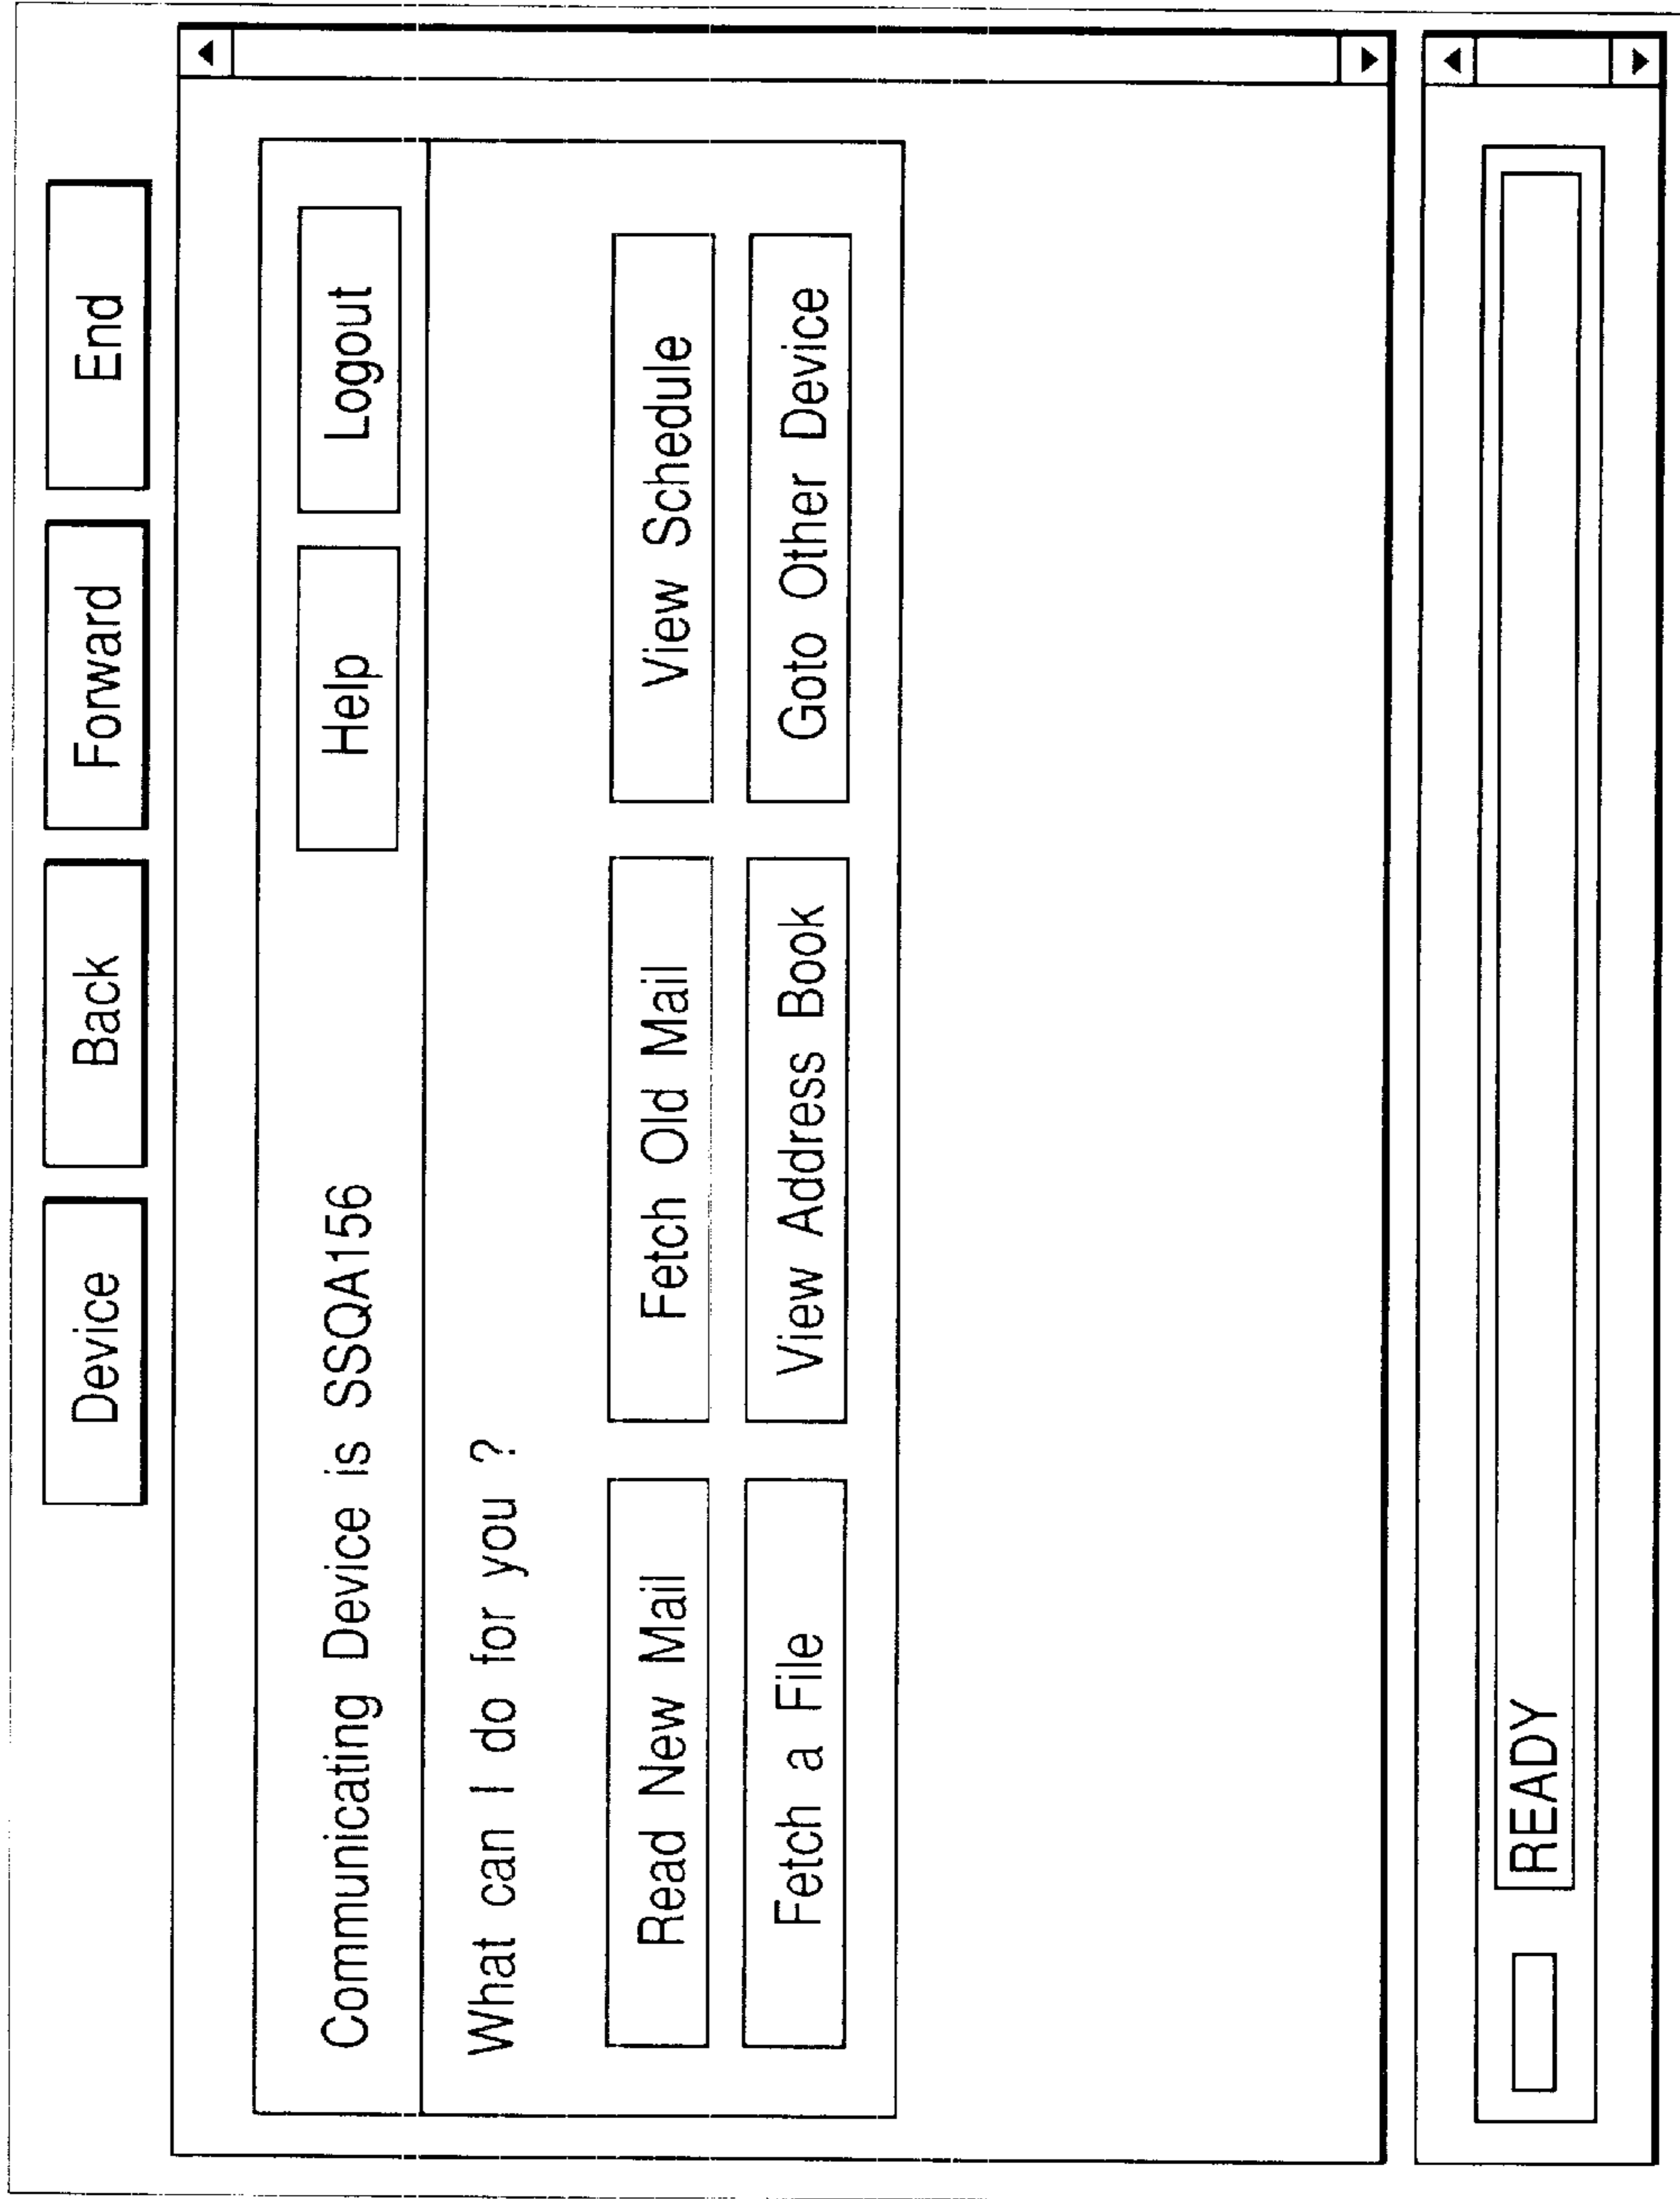 Device Back Forward End
Communicating Device is SSQA156 Help Logout
What can I do for you ?
Read New Mail Fetch Old Mail View Schedule
Fetch a File View Address Book Goto Other Device
READY